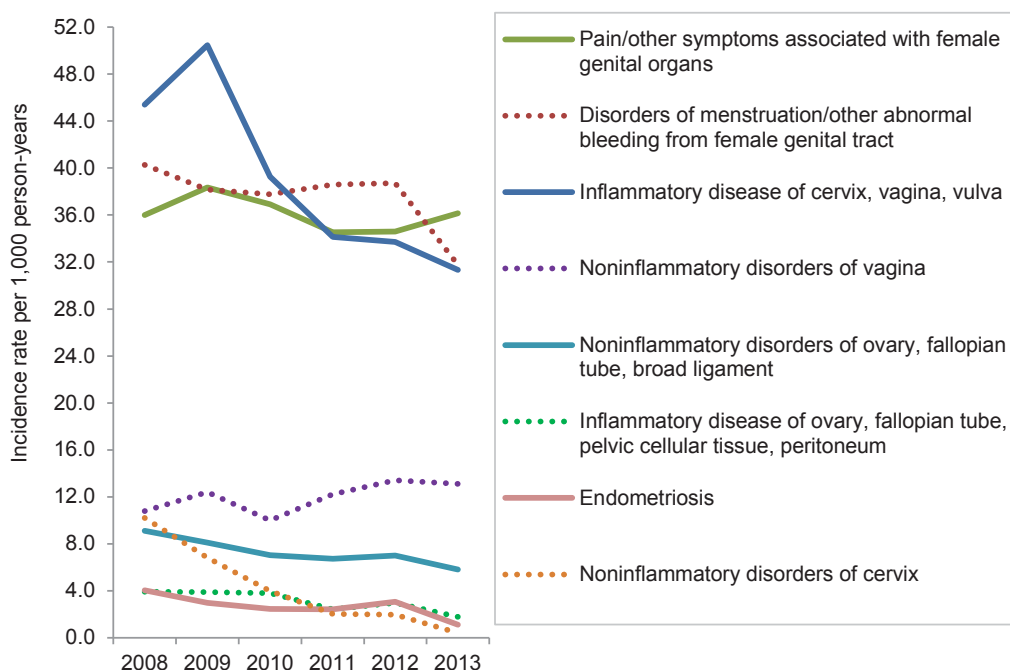 Incidence rate per 1,000 person-years
52.0
48.0
44.0
40.0
36.0
32.0
28.0
24.0
20.0
16.0
12.0
8.0
4.0
0.0
2008 2009 2010 2011 2012 2013
Pain/other symptoms associated with female
genital organs
Disorders of menstruation/other abnormal
bleeding from female genital tract
Inflammatory disease of cervix, vagina, vulva
Noninflammatory disorders of vagina
Noninflammatory disorders of ovary, fallopian
tube, broad ligament
Inflammatory disease of ovary, fallopian tube,
pelvic cellular tissue, peritoneum
Endometriosis
Noninflammatory disorders of cervix